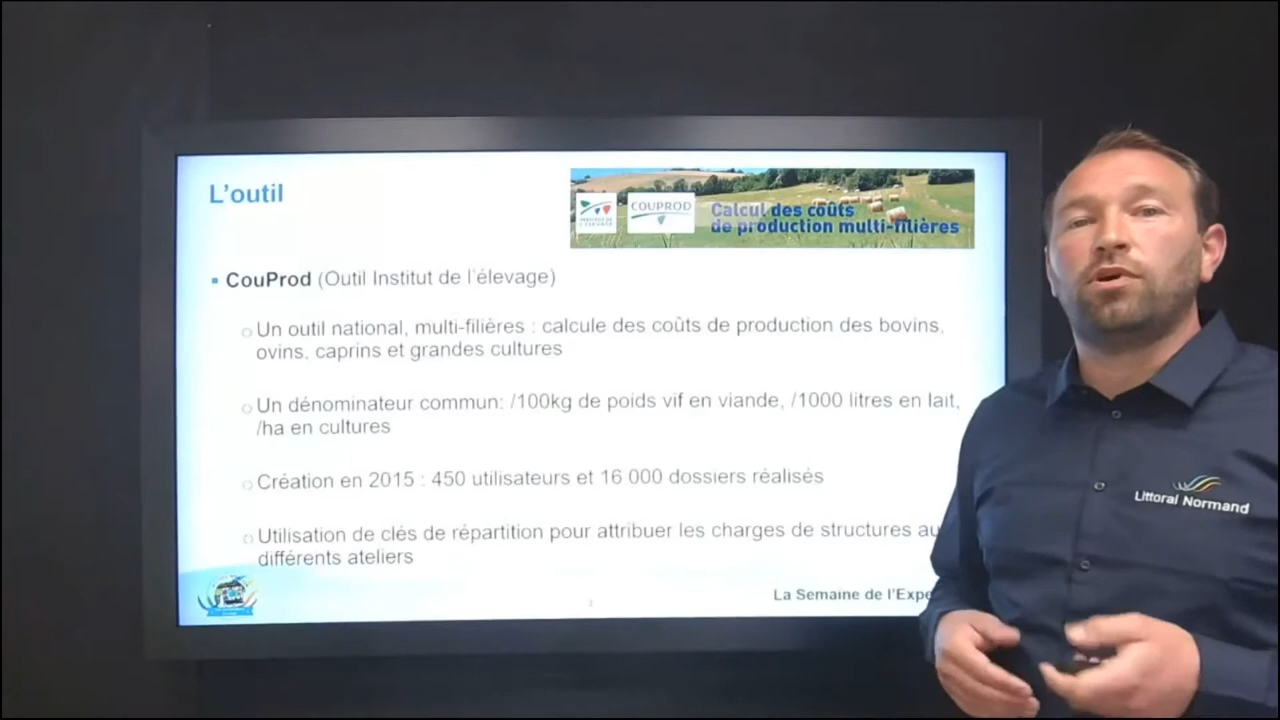 L'outil
INSTITUT DE
L'ELEVAGE
COUPROD
Calcul des coûts
de production multi-filières
▪ CouProd (Outil Institut de l'élevage)
o Un outil national, multi-filières : calcule des coûts de production des bovins,
ovins, caprins et grandes cultures
o Un dénominateur commun: /100kg de poids vif en viande, /1000 litres en lait,
/ha en cultures
o Création en 2015 : 450 utilisateurs et 16 000 dossiers réalisés
o Utilisation de clés de répartition pour attribuer les charges de structures au
différents ateliers
La Semaine de l'Expe
Littoral Normand